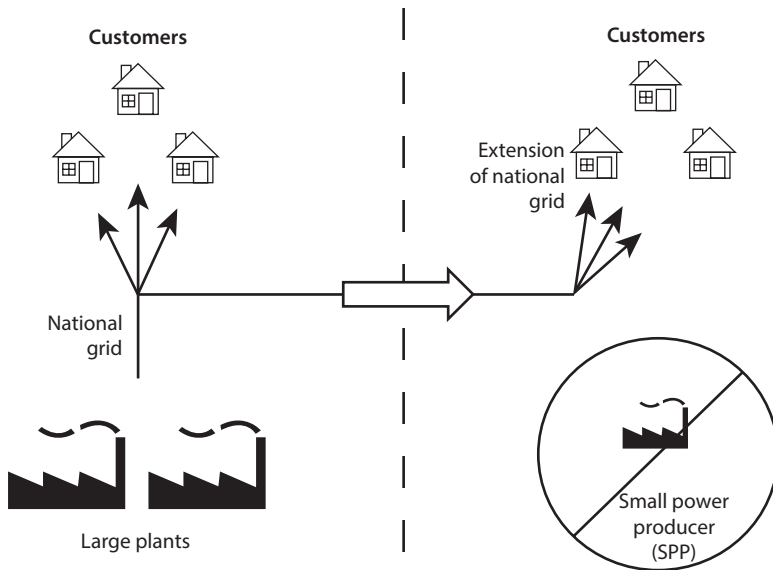 Customers
Customers
Extension
of national
grid
National
grid
Large plants
Small power
producer
(SPP)